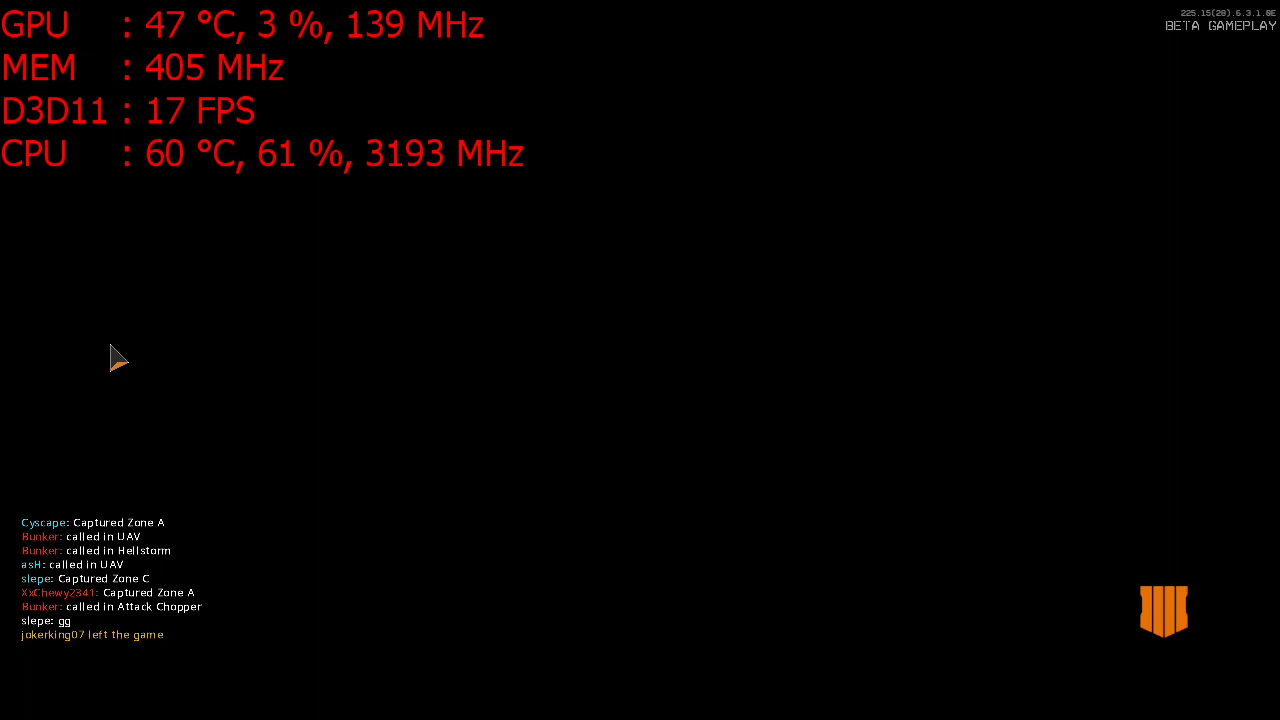 GPU : 47 °C, 3 %, 139 MHz
MEM : 405 MHz
D3D11 : 17 FPS
CPU : 60 °C, 61 %, 3193 MHz
225.15(20).6.3.1.0E
BETA GAMEPLAY
Cyscape: Captured Zone A
Bunker: called in UAV
Bunker: called in Hellstorm
asH: called in UAV
slepe: Captured Zone C
XxChewy2341: Captured Zone A
Bunker: called in Attack Chopper
slepe: gg
jokerking07 left the game